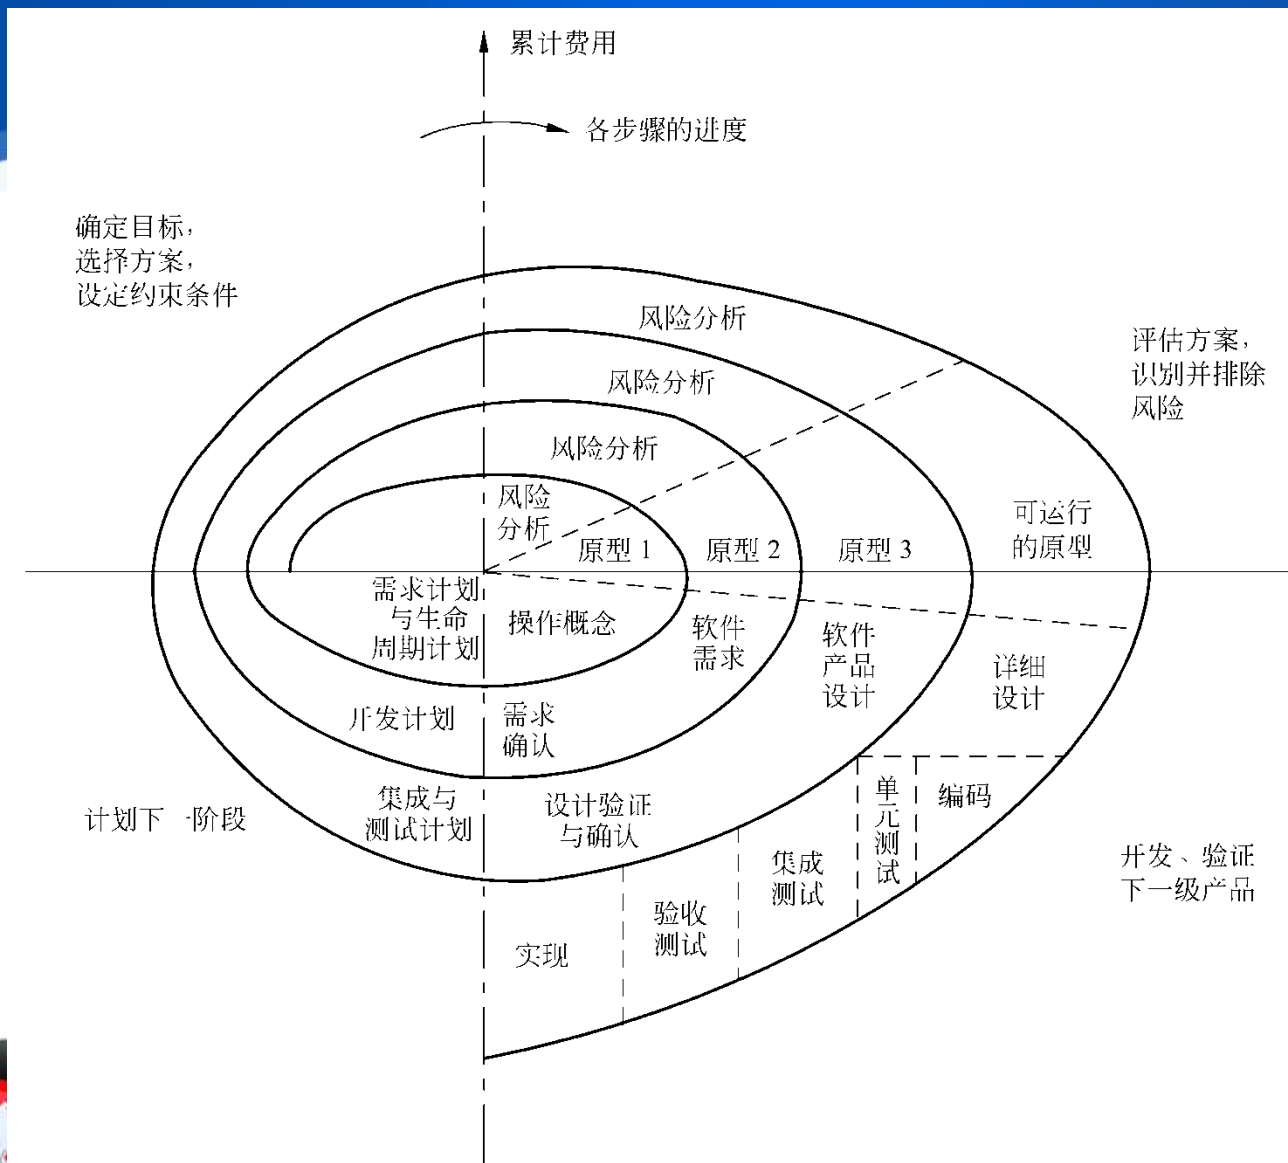 累计费用
各步骤的进度
确定目标，
选择方案，
设定约束条件
风险分析
评估方案，
识别并排除
风险
风险分析
风险分析
风险
分析
可运行
的原型
原型 1
原型 2
原型 3
需求计划
与生命
周期计划
操作概念
软件
需求
软件
产品
设计
详细
设计
开发计划
需求
确认
集成与
测试计划
设计验证
与确认
单
元
测
试
编码
计划下一阶段
集成
测试
开发、验证
下一级产品
验收
测试
实现